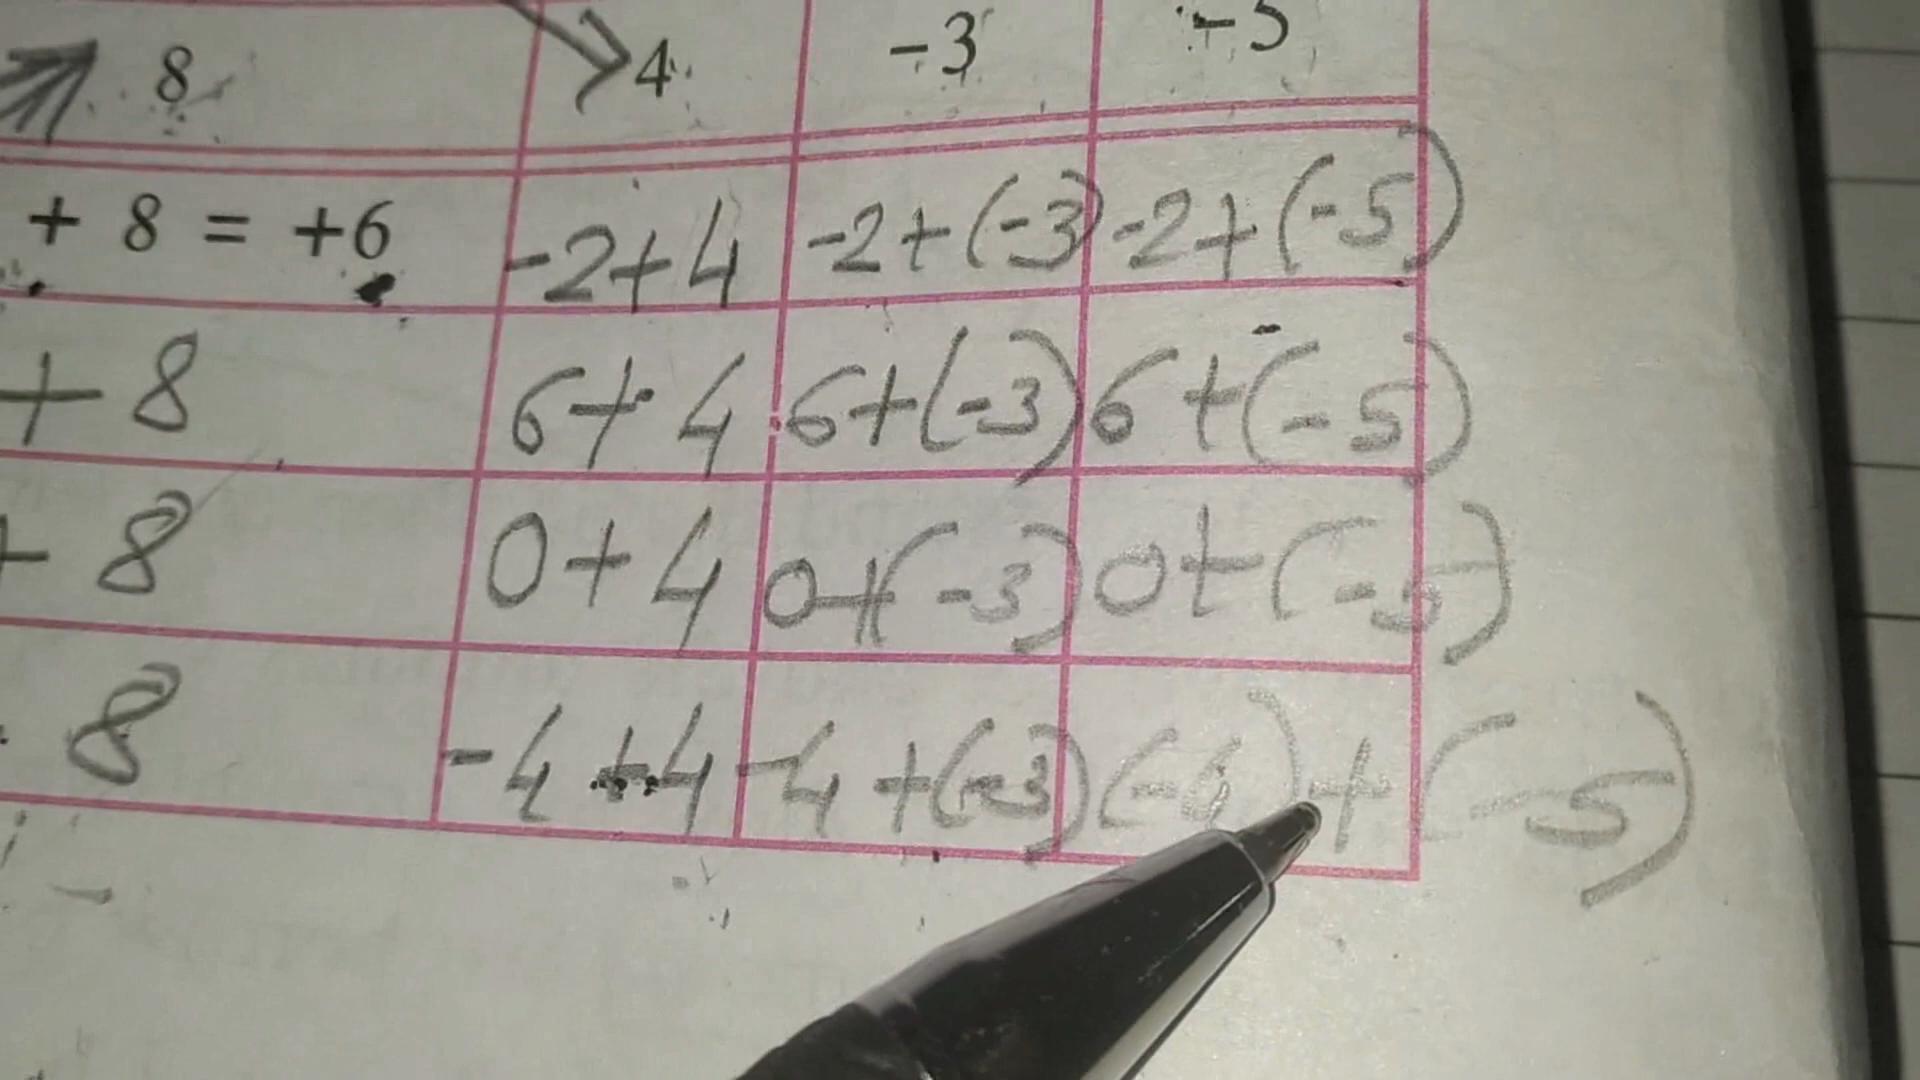 8 4 -3 -5
+ 8 = +6 -2+4 -2+(-3) -2+(-5)
+ 8 6+4 6+(-3) 6+(-5)
+ 8 0+4 0+(-3) 0+(-5)
8 -4+4 -4+(-3) (-4)+(-5)